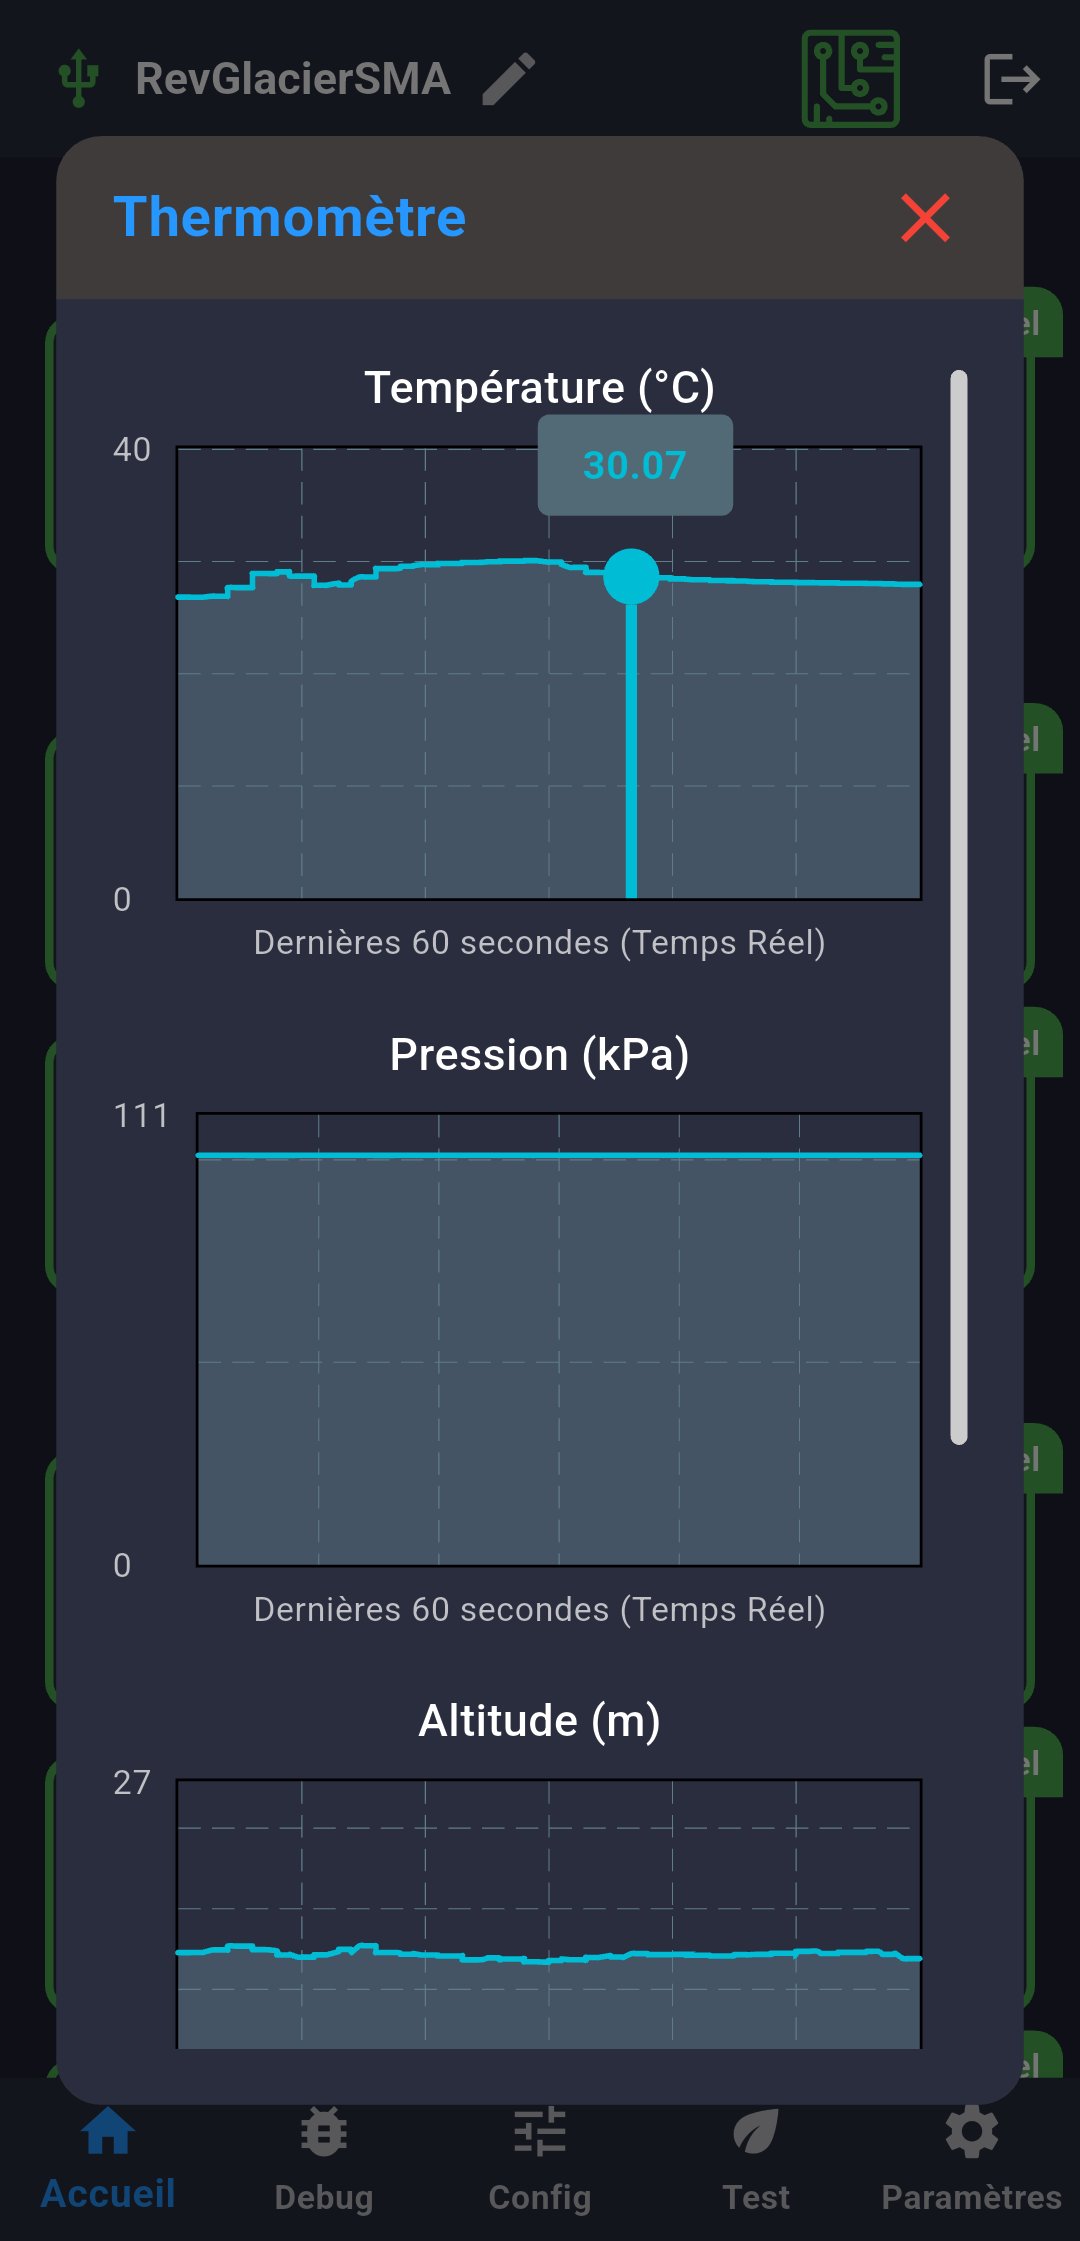 RevGlacierSMA
Thermomètre
Température (°C)
40
30.07
0
Dernières 60 secondes (Temps Réel)
Pression (kPa)
111
0
Dernières 60 secondes (Temps Réel)
Altitude (m)
27
Accueil
Debug
Config
Test
Paramètres